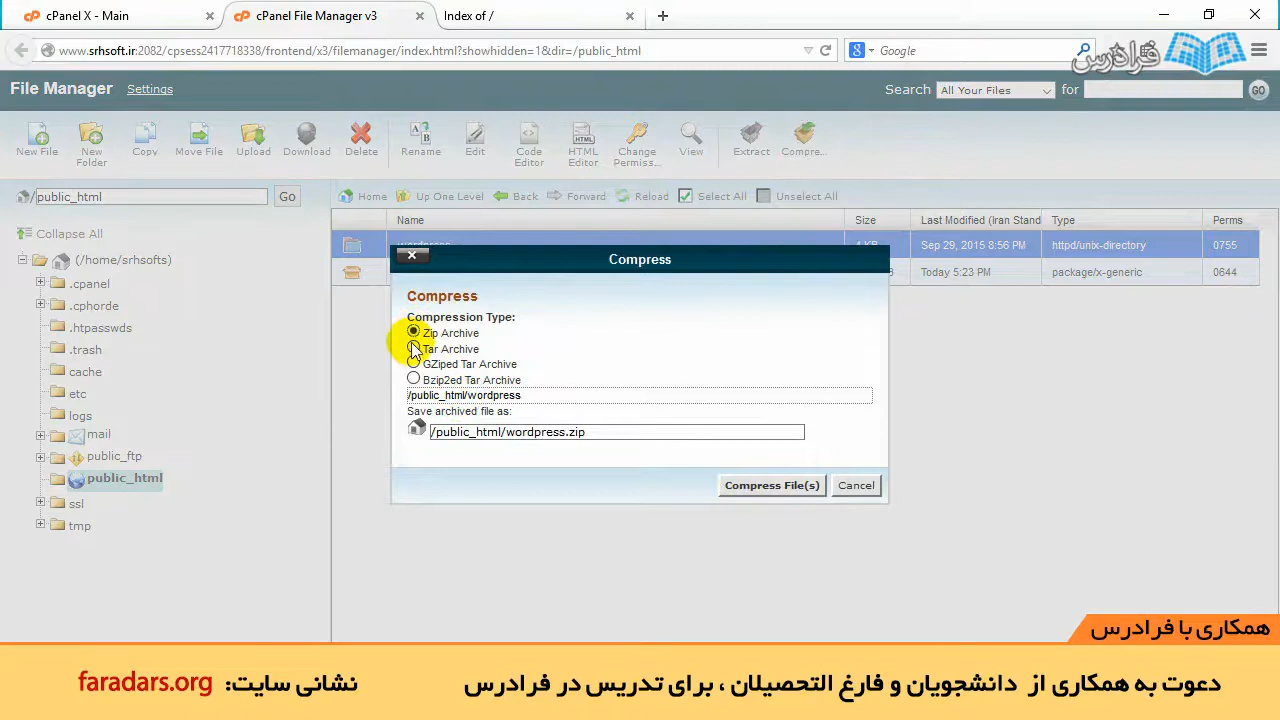 cPanel X - Main
cPanel File Manager v3
Index of /
www.srhsoft.ir:2082/cpsess2417718338/frontend/x3/filemanager/index.html?showhidden=1&dir=/public_html
Google
فرادرس
File Manager
Settings
Search
All Your Files
for
GO
New File
New Folder
Copy
Move File
Upload
Download
Delete
Rename
Edit
Code Editor
HTML Editor
Change Permiss...
View
Extract
Compre...
/public_html
Go
Home
Up One Level
Back
Forward
Reload
Select All
Unselect All
Collapse All
(/home/srhsofts)
.cpanel
.cphorde
.htpasswds
.trash
cache
etc
logs
mail
public_ftp
public_html
ssl
tmp
Name
Size
Last Modified (Iran Stand
Type
Perms
wordpress
4 KB
Sep 29, 2015 8:56 PM
httpd/unix-directory
0755
Today 5:23 PM
package/x-generic
0644
Compress
Compress
Compression Type:
Zip Archive
Tar Archive
GZiped Tar Archive
Bzip2ed Tar Archive
/public_html/wordpress
Save archived file as:
/public_html/wordpress.zip
Compress File(s)
Cancel
همکاری با فرادرس
دعوت به همکاری از دانشجویان و فارغ التحصیلان ، برای تدریس در فرادرس
نشانی سایت: faradars.org